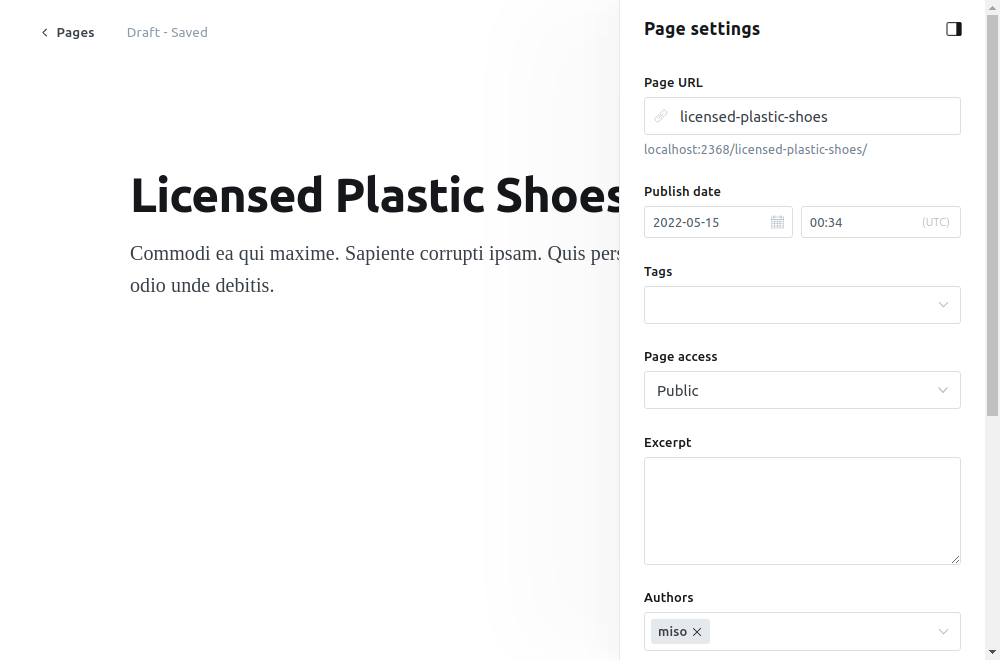 Pages
Draft - Saved
Licensed Plastic Shoes
Commodi ea qui maxime. Sapiente corrupti ipsam. Quis
odio unde debitis.
Page settings
Page URL
licensed-plastic-shoes
localhost:2368/licensed-plastic-shoes/
Publish date
2022-05-15
00:34
(UTC)
Tags
Page access
Public
Excerpt
Authors
miso